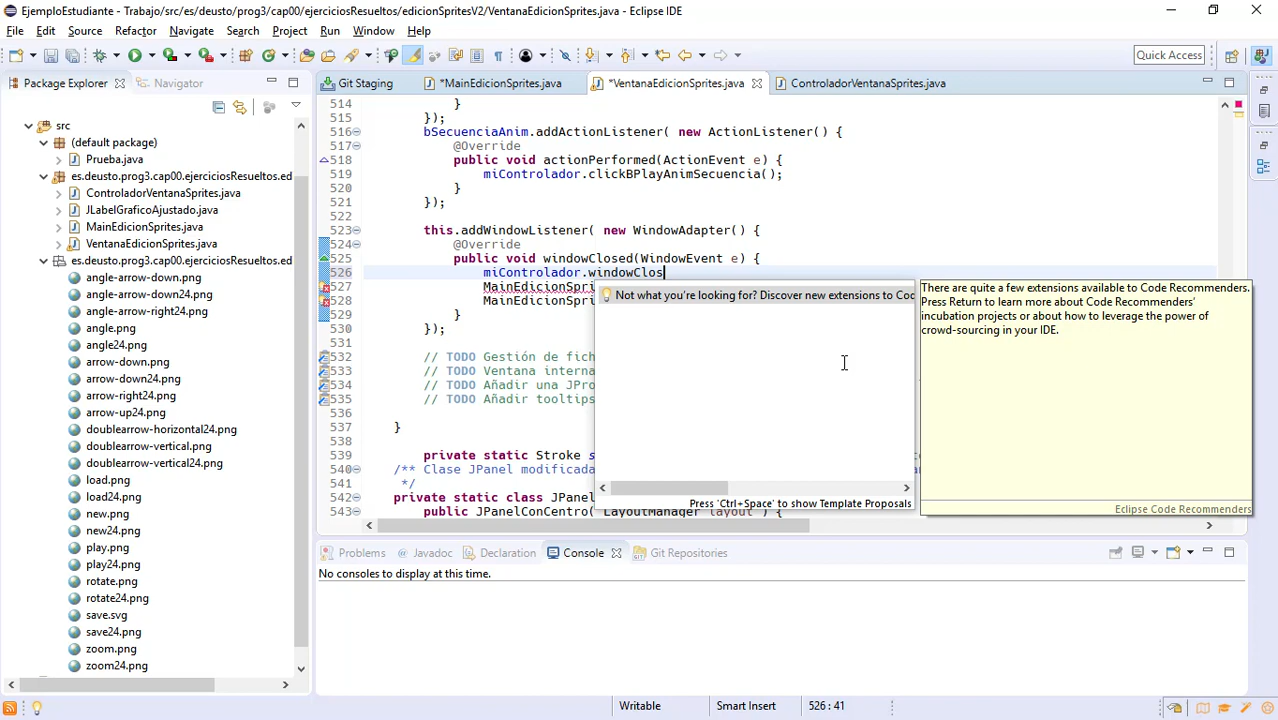 EjemploEstudiante - Trabajo/src/es/deusto/prog3/cap00/ejerciciosResueltos/edicionSpritesV2/VentanaEdicionSprites.java - Eclipse IDE
File Edit Source Refactor Navigate Search Project Run Window Help
Quick Access
Package Explorer Navigator
src
(default package)
Prueba.java
es.deusto.prog3.cap00.ejerciciosResueltos.ed
ControladorVentanaSprites.java
JLabelGraficoAjustado.java
MainEdicionSprites.java
VentanaEdicionSprites.java
es.deusto.prog3.cap00.ejerciciosResueltos.ed
angle-arrow-down.png
angle-arrow-down24.png
angle-arrow-pointing-to-right.png
angle.png
angle24.png
arrow-down.png
arrow-down24.png
arrow-right24.png
arrow-up24.png
doublearrow-horizontal24.png
doublearrow-vertical.png
doublearrow-vertical24.png
load.png
load24.png
new.png
new24.png
play.png
play24.png
rotate.png
rotate24.png
save.svg
save24.png
zoom.png
zoom24.png
Git Staging *MainEdicionSprites.java *VentanaEdicionSprites.java ControladorVentanaSprites.java
514 }
515 });
516 bSecuenciaAnim.addActionListener( new ActionListener() {
517 @Override
518 public void actionPerformed(ActionEvent e) {
519 miControlador.clickBPlayAnimSecuencia();
520 }
521 });
522
523 this.addWindowListener( new WindowAdapter() {
524 @Override
525 public void windowClosed(WindowEvent e) {
526 miControlador.windowClos
527 MainEdicionSpri
528 MainEdicionSpri
529 }
530 });
531
532 // TODO Gestión de fich
533 // TODO Ventana interna
534 // TODO Añadir una JPro
535 // TODO Añadir tooltips
536
537 }
538
539 private static Stroke s
540 /** Clase JPanel modificada
541 */
542 private static class JPanel
543 public JPanelConCentro( LayoutManager layout ) {
Not what you're looking for? Discover new extensions to Cod
Press 'Ctrl+Space' to show Template Proposals
There are quite a few extensions available to Code Recommenders.
Press Return to learn more about Code Recommenders'
incubation projects or about how to leverage the power of
crowd-sourcing in your IDE.
Eclipse Code Recommenders
Problems Javadoc Declaration Console Git Repositories
No consoles to display at this time.
Writable Smart Insert 526 : 41